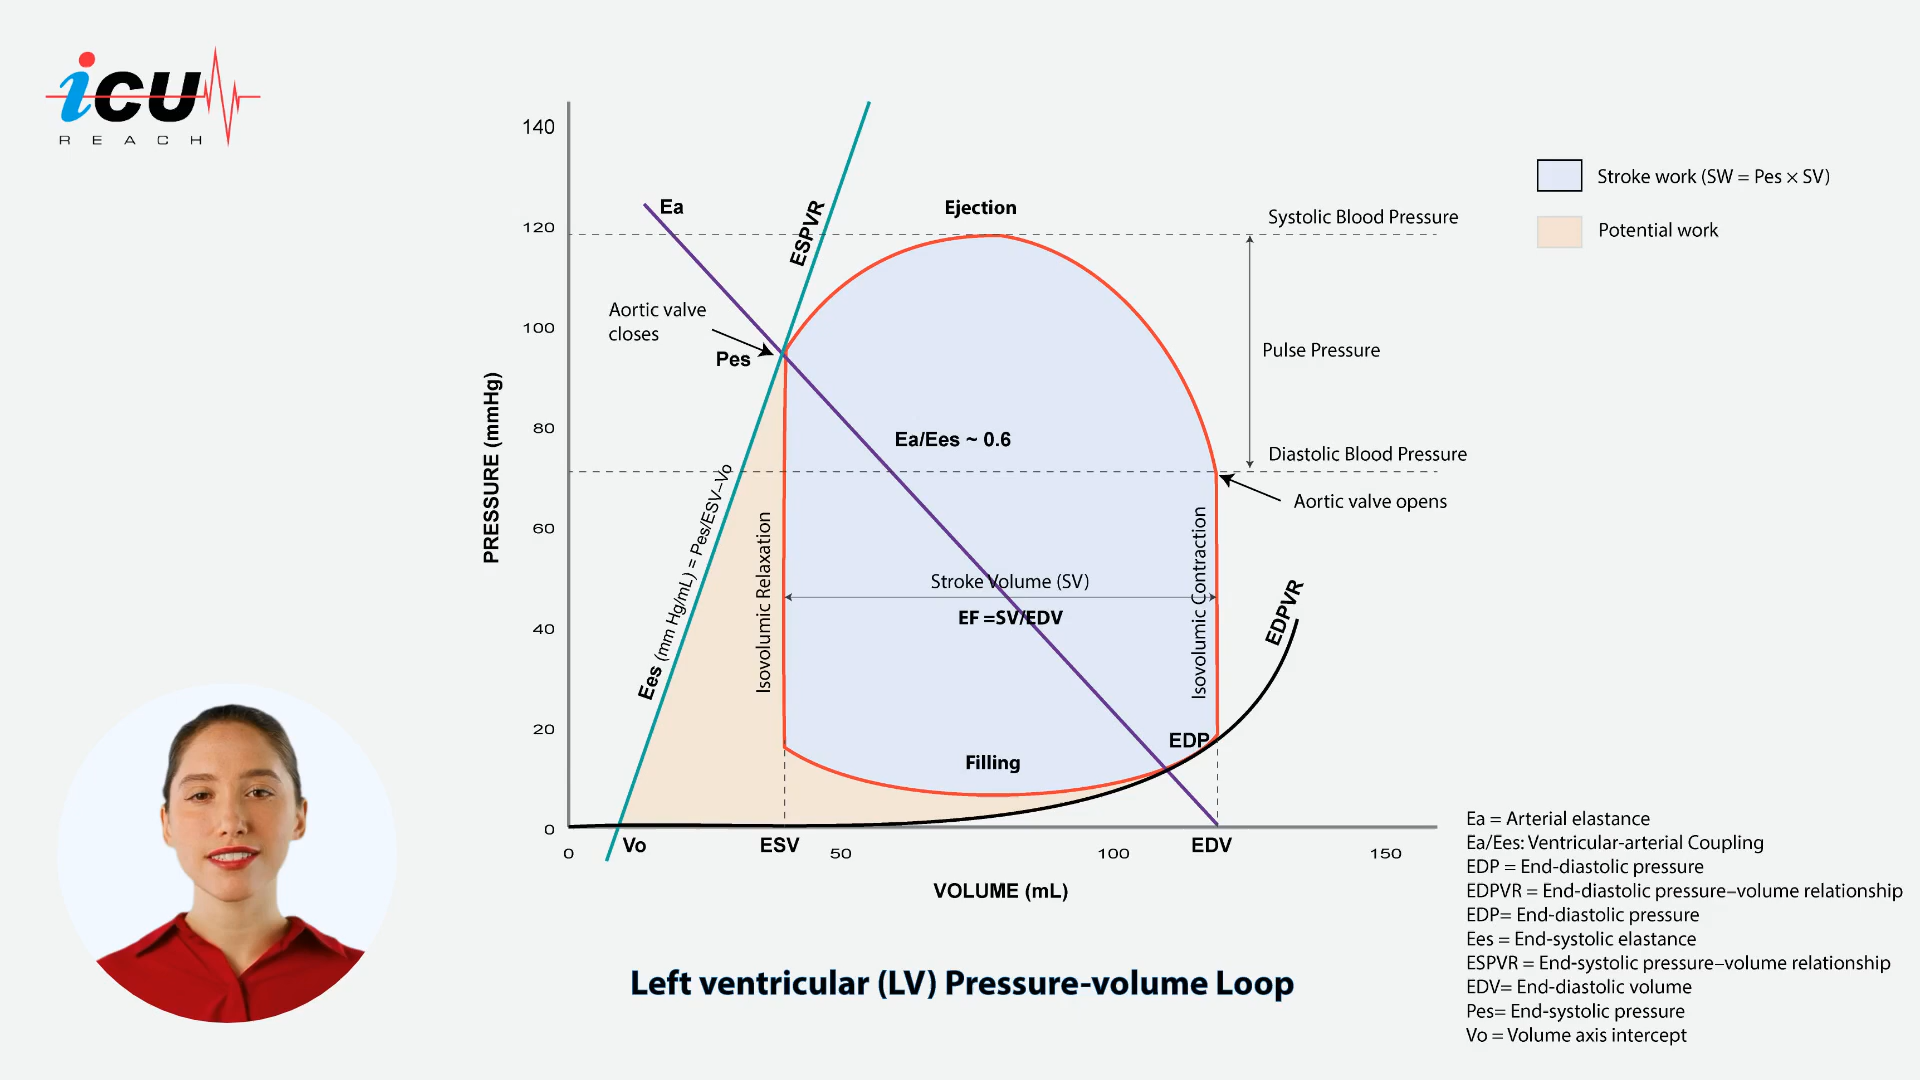 icu
REACH
140
120
100
80
60
40
20
0
PRESSURE (mmHg)
Ea
ESPVR
Ejection
Aortic valve
closes
Pes
Ea/Ees ~ 0.6
Ees (mm Hg/mL) = Pes/ESV–Vo
Isovolumic Relaxation
Stroke Volume (SV)
EF =SV/EDV
Isovolumic Contraction
EDPVR
EDP
Filling
Systolic Blood Pressure
Pulse Pressure
Diastolic Blood Pressure
Aortic valve opens
Stroke work (SW = Pes × SV)
Potential work
Vo
ESV
EDV
0
50
100
150
VOLUME (mL)
Left ventricular (LV) Pressure-volume Loop
Ea = Arterial elastance
Ea/Ees: Ventricular-arterial Coupling
EDP = End-diastolic pressure
EDPVR = End-diastolic pressure–volume relationship
EDP= End-diastolic pressure
Ees = End-systolic elastance
ESPVR = End-systolic pressure–volume relationship
EDV= End-diastolic volume
Pes= End-systolic pressure
Vo = Volume axis intercept